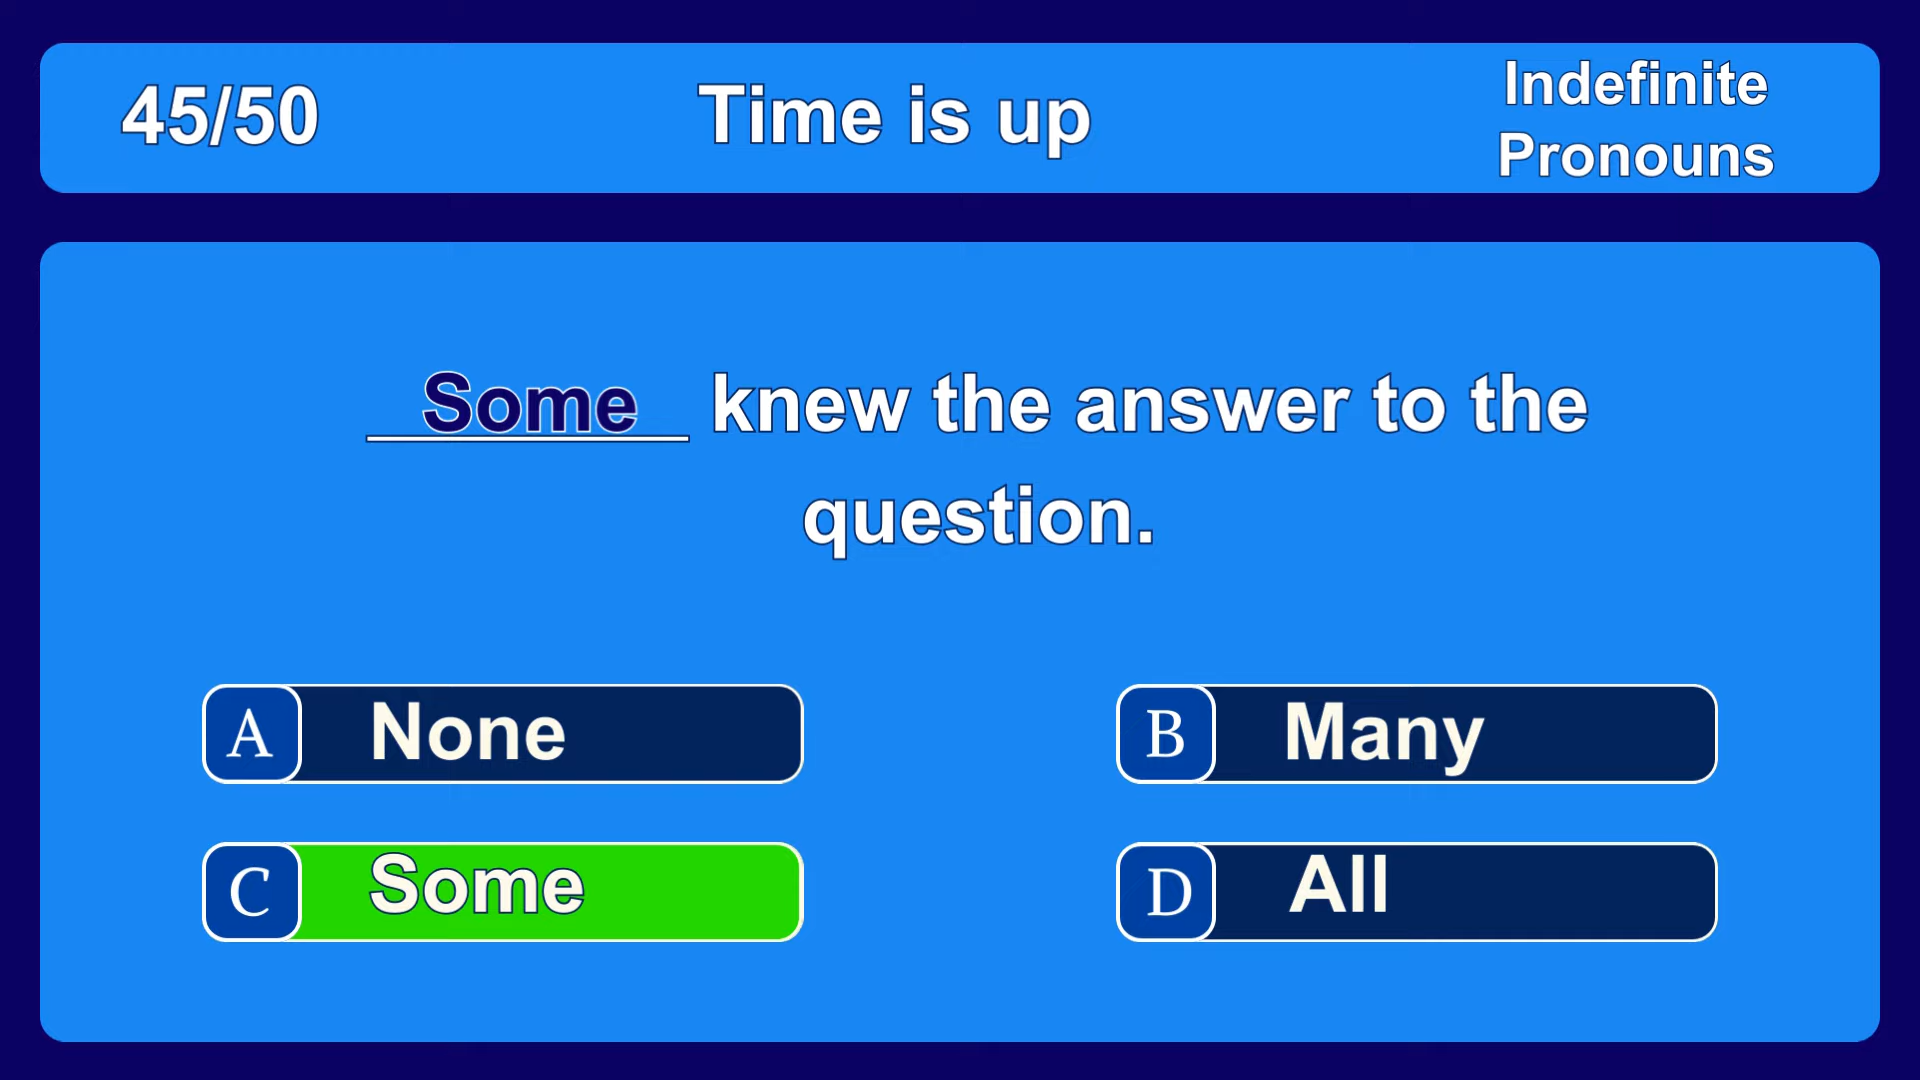 45/50
Time is up
Indefinite
Pronouns
Some knew the answer to the
question.
A None
B Many
C Some
D All